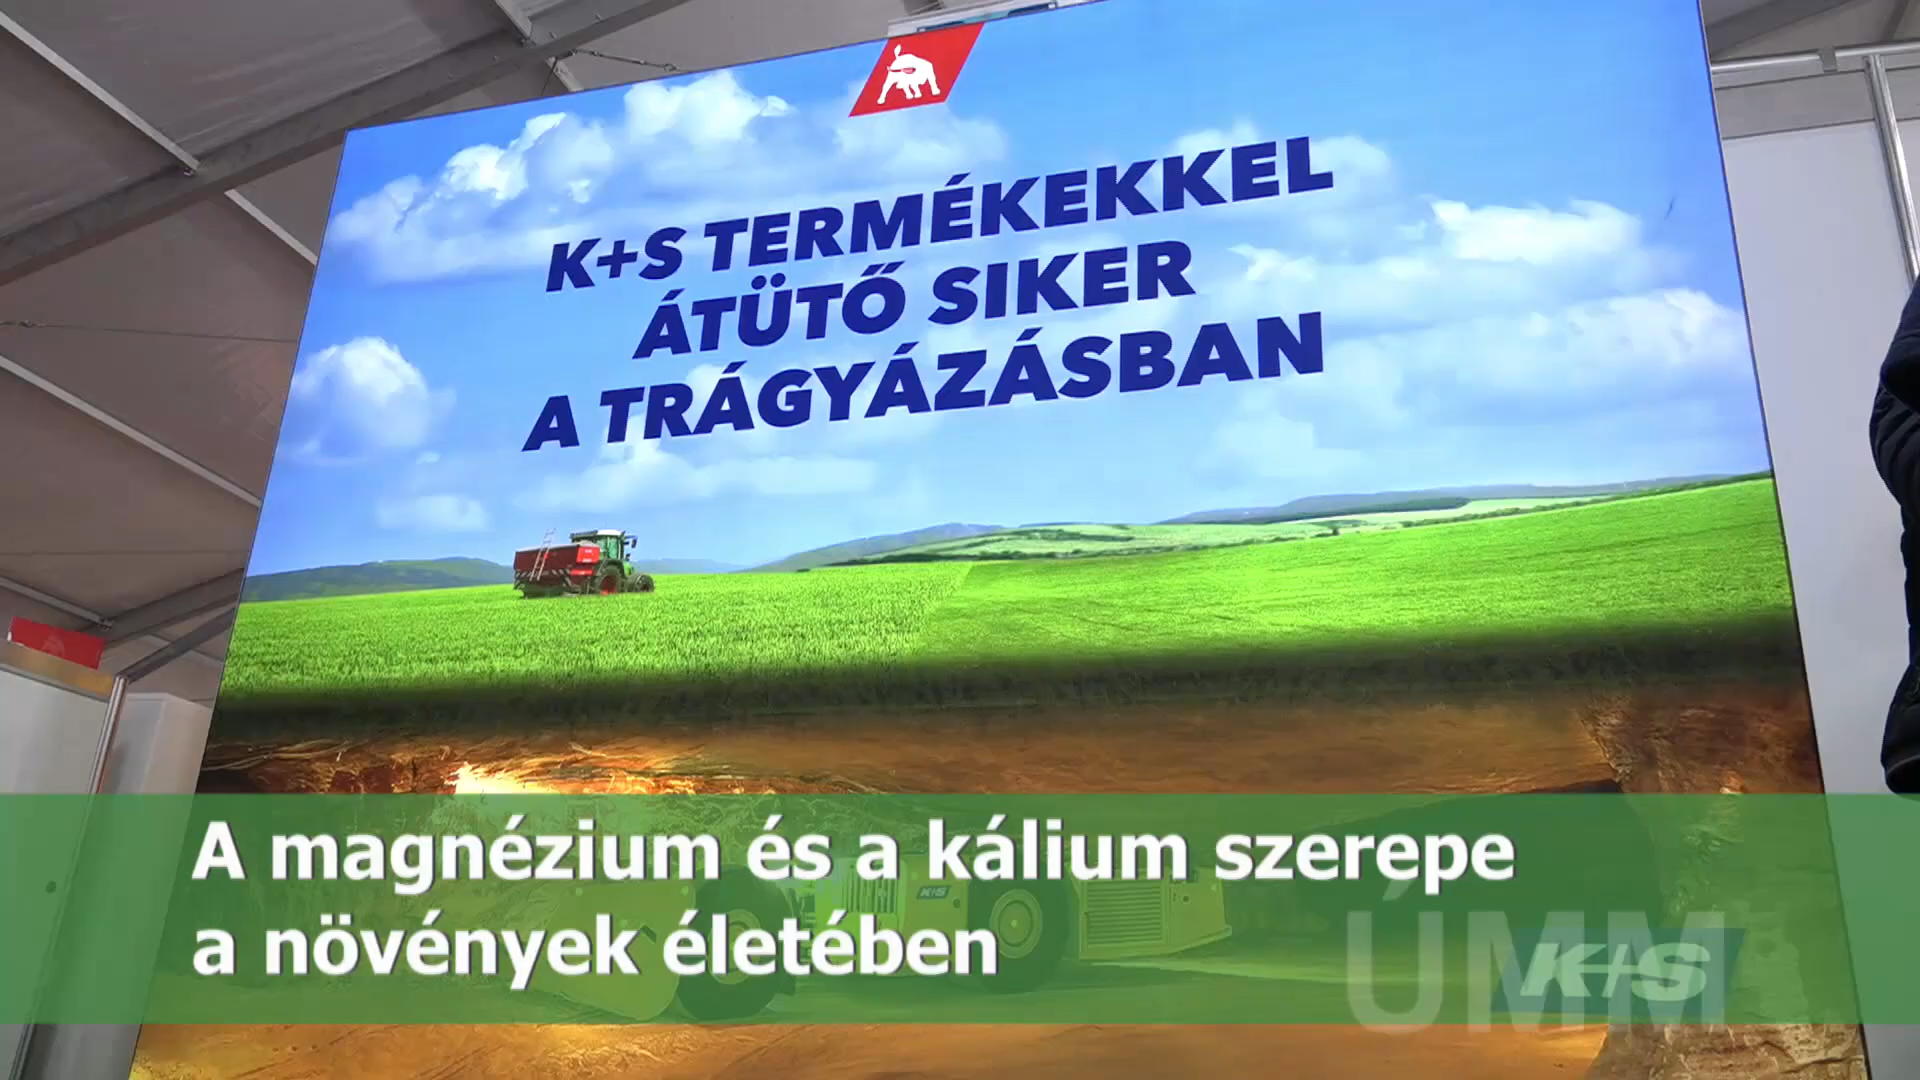 K+S TERMÉKEKKEL
ÁTÜTŐ SIKER
A TRÁGYÁZÁSBAN
A magnézium és a kálium szerepe
a növények életében
K+S
ÚMM
K+S